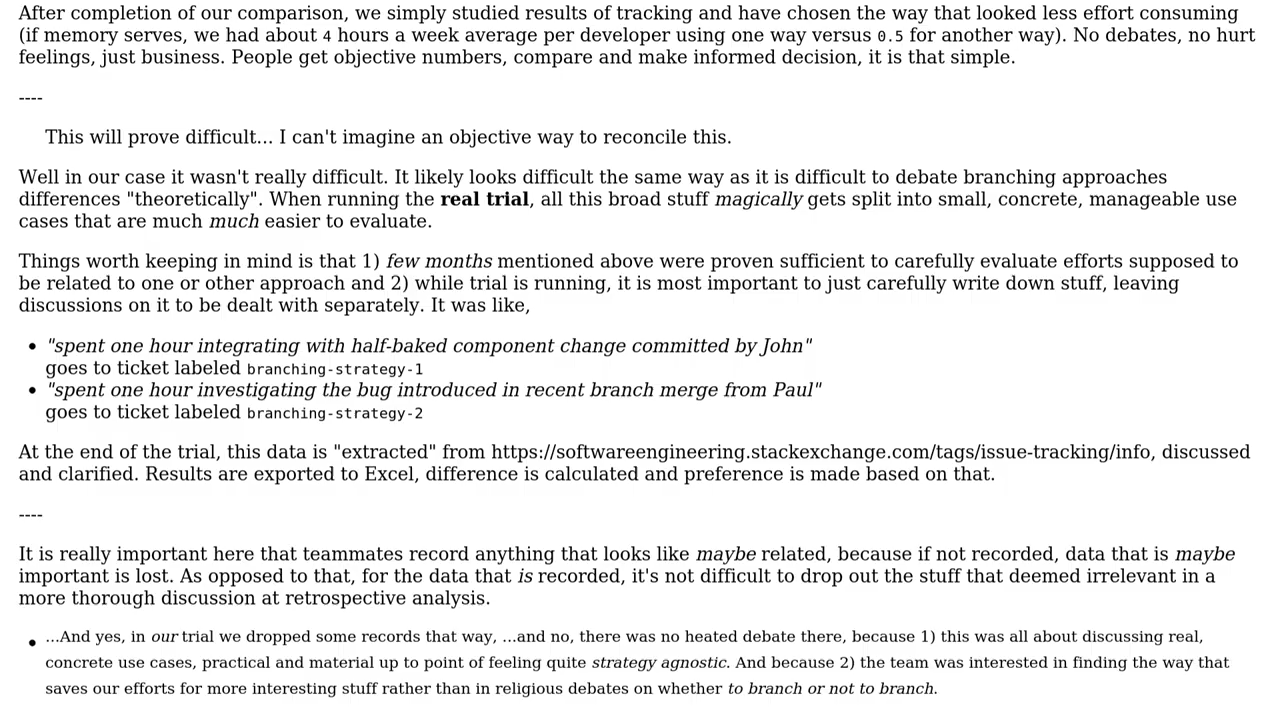 After completion of our comparison, we simply studied results of tracking and have chosen the way that looked less effort consuming
(if memory serves, we had about 4 hours a week average per developer using one way versus 0.5 for another way). No debates, no hurt
feelings, just business. People get objective numbers, compare and make informed decision, it is that simple.
----
This will prove difficult... I can't imagine an objective way to reconcile this.
Well in our case it wasn't really difficult. It likely looks difficult the same way as it is difficult to debate branching approaches
differences "theoretically". When running the real trial, all this broad stuff magically gets split into small, concrete, manageable use
cases that are much much easier to evaluate.
Things worth keeping in mind is that 1) few months mentioned above were proven sufficient to carefully evaluate efforts supposed to
be related to one or other approach and 2) while trial is running, it is most important to just carefully write down stuff, leaving
discussions on it to be dealt with separately. It was like,
• "spent one hour integrating with half-baked component change committed by John"
goes to ticket labeled branching-strategy-1
• "spent one hour investigating the bug introduced in recent branch merge from Paul"
goes to ticket labeled branching-strategy-2
At the end of the trial, this data is "extracted" from https://softwareengineering.stackexchange.com/tags/issue-tracking/info, discussed
and clarified. Results are exported to Excel, difference is calculated and preference is made based on that.
----
It is really important here that teammates record anything that looks like maybe related, because if not recorded, data that is maybe
important is lost. As opposed to that, for the data that is recorded, it's not difficult to drop out the stuff that deemed irrelevant in a
more thorough discussion at retrospective analysis.
• ...And yes, in our trial we dropped some records that way, ...and no, there was no heated debate there, because 1) this was all about discussing real,
concrete use cases, practical and material up to point of feeling quite strategy agnostic. And because 2) the team was interested in finding the way that
saves our efforts for more interesting stuff rather than in religious debates on whether to branch or not to branch.